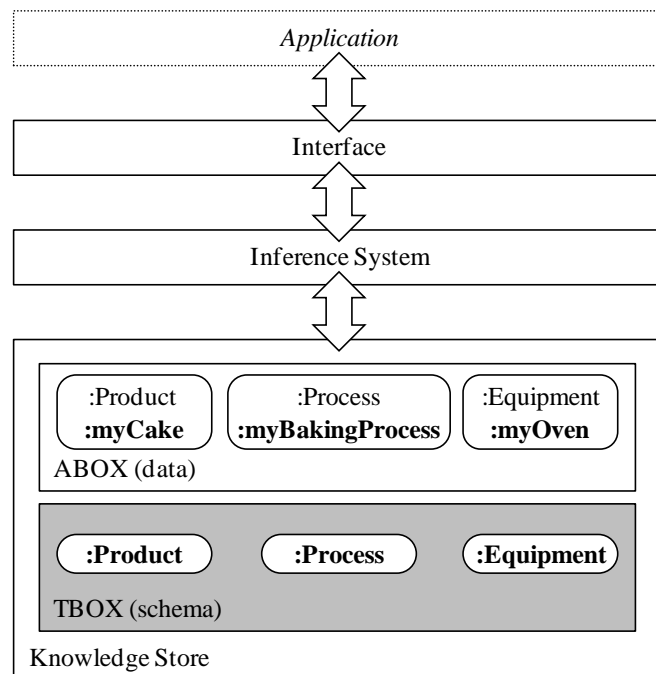 Application
Interface
Inference System
:Product
:myCake
:Process
:myBakingProcess
:Equipment
:myOven
ABOX (data)
:Product
:Process
:Equipment
TBOX (schema)
Knowledge Store